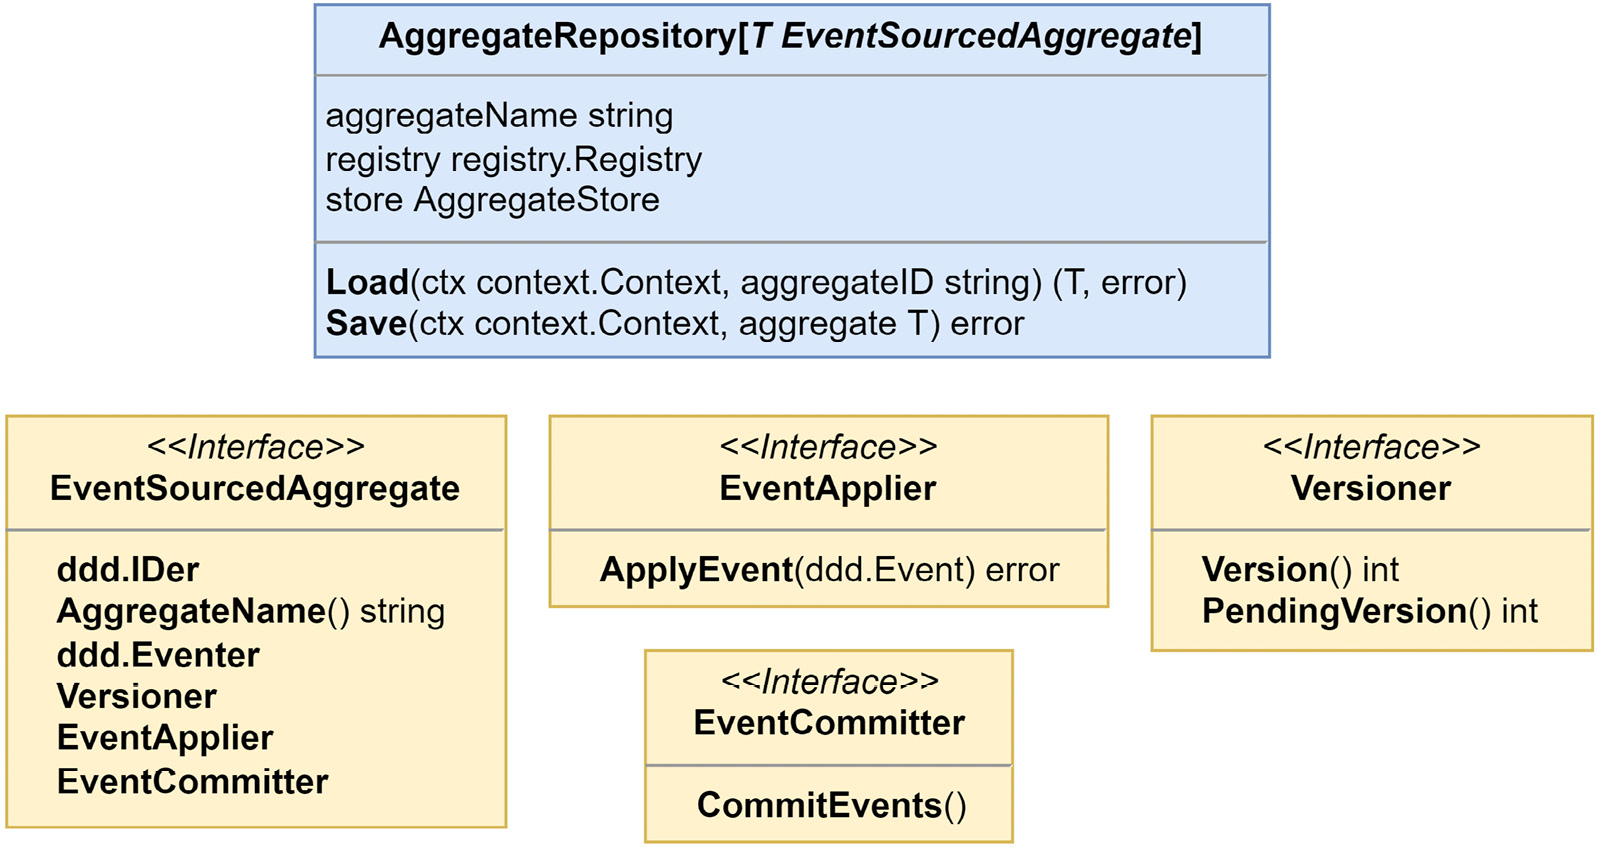 AggregateRepository[T EventSourcedAggregate]
aggregateName string
registry registry.Registry
store AggregateStore
Load(ctx context.Context, aggregateID string) (T, error)
Save(ctx context.Context, aggregate T) error
<<Interface>>
EventSourcedAggregate
ddd.IDer
AggregateName() string
ddd.Eventer
Versioner
EventApplier
EventCommitter
<<Interface>>
EventApplier
ApplyEvent(ddd.Event) error
<<Interface>>
EventCommitter
CommitEvents()
<<Interface>>
Versioner
Version() int
PendingVersion() int